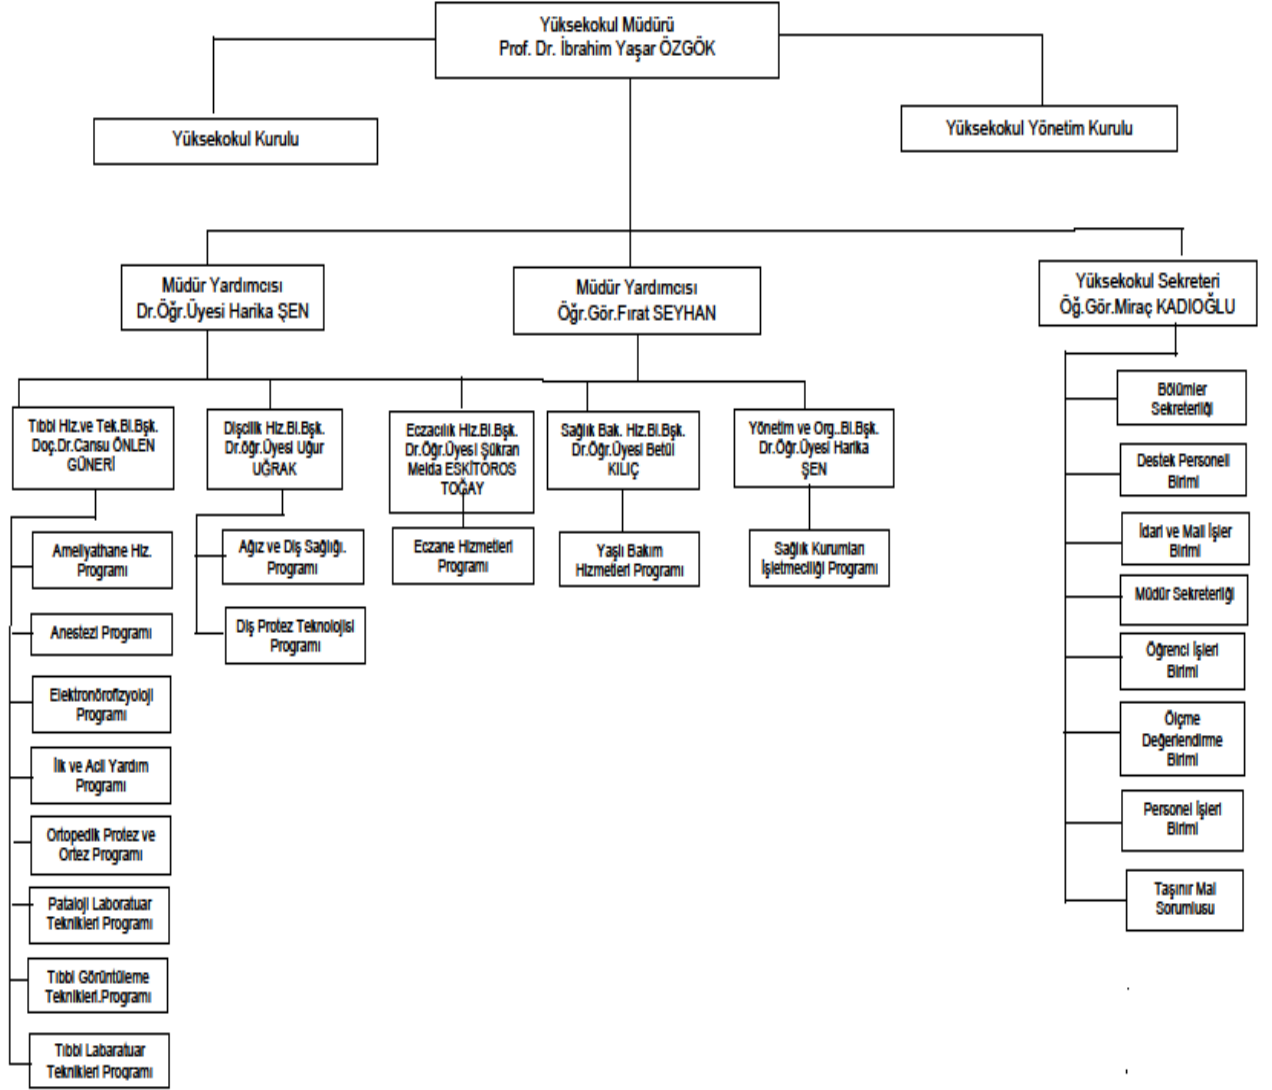 Yüksekokul Müdürü
Prof. Dr. İbrahim Yaşar ÖZGÖK
Yüksekokul Kurulu
Yüksekokul Yönetim Kurulu
Müdür Yardımcısı
Dr.Öğr.Üyesi Harika ŞEN
Müdür Yardımcısı
Öğr.Gör.Fırat SEYHAN
Yüksekokul Sekreteri
Öğ.Gör.Miraç KADIOĞLU
Tıbbi Hiz.ve Tek.Bl.Bşk.
Doç.Dr.Cansu ÖNLEN
GÜNERİ
Dişcilik Hiz.Bl.Bşk.
Dr.öğr.Üyesi Uğur
UĞRAK
Eczacılık Hiz.Bl.Bşk.
Dr.Öğr.Üyesi Şükran
Melda ESKİTOROS
TOĞAY
Sağlık Bak. Hiz.Bl.Bşk.
Dr.Öğr.Üyesi Betül
KILIÇ
Yönetim ve Org..Bl.Bşk.
Dr.Öğr.Üyesi Harika
ŞEN
Ameliyathane Hiz.
Programı
Anestezi Programı
Elektronörofizyoloji
Programı
İlk ve Acil Yardım
Programı
Ortopedik Protez ve
Ortez Programı
Pataloji Laboratuar
Teknikleri Programı
Tıbbi Görüntüleme
Teknikleri.Programı
Tıbbi Labaratuar
Teknikleri Programı
Ağız ve Diş Sağlığı.
Programı
Diş Protez Teknolojisi
Programı
Eczane Hizmetleri
Programı
Yaşlı Bakım
Hizmetleri Programı
Sağlık Kurumları
İşletmeciliği Programı
Bölümler
Sekreterliği
Destek Personeli
Birimi
İdari ve Mali İşler
Birimi
Müdür Sekreterliği
Öğrenci İşleri
Birimi
Ölçme
Değerlendirme
Birimi
Personel İşleri
Birimi
Taşınır Mal
Sorumlusu